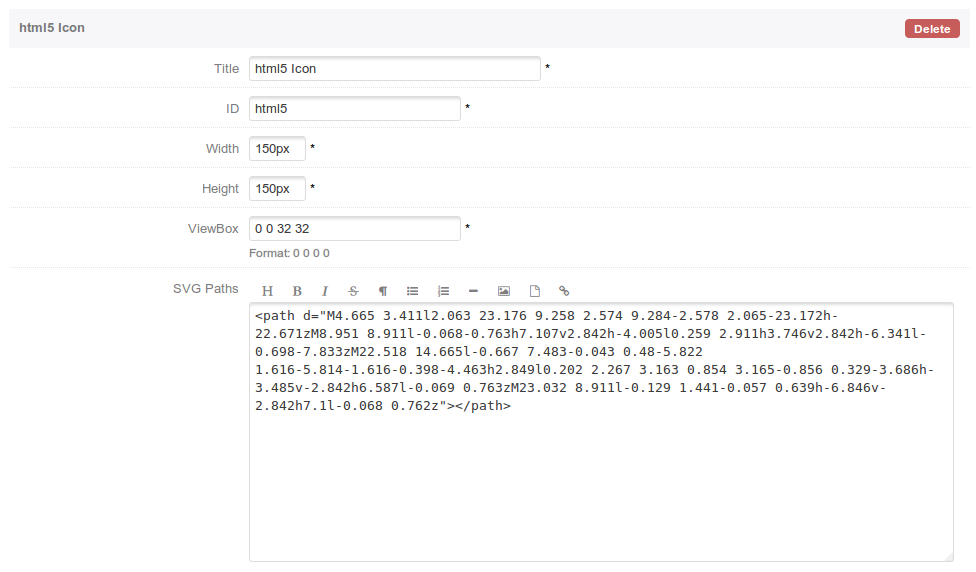 html5 Icon
Delete
Title html5 Icon *
ID html5 *
Width 150px *
Height 150px *
ViewBox 0 0 32 32 *
Format: 0 0 0 0
SVG Paths H B I S ¶
<path d="M4.665 3.411l2.063 23.176 9.258 2.574 9.284-2.578 2.065-23.172h-
22.671zM8.951 8.911l-0.068-0.763h7.107v2.842h-4.005l0.259 2.911h3.746v2.842h-6.341l-
0.698-7.833zM22.518 14.665l-0.667 7.483-0.043 0.48-5.822
1.616-5.814-1.616-0.398-4.463h2.849l0.202 2.267 3.163 0.854 3.165-0.856 0.329-3.686h-
3.485v-2.842h6.587l-0.069 0.763zM23.032 8.911l-0.129 1.441-0.057 0.639h-6.846v-
2.842h7.1l-0.068 0.762z"></path>